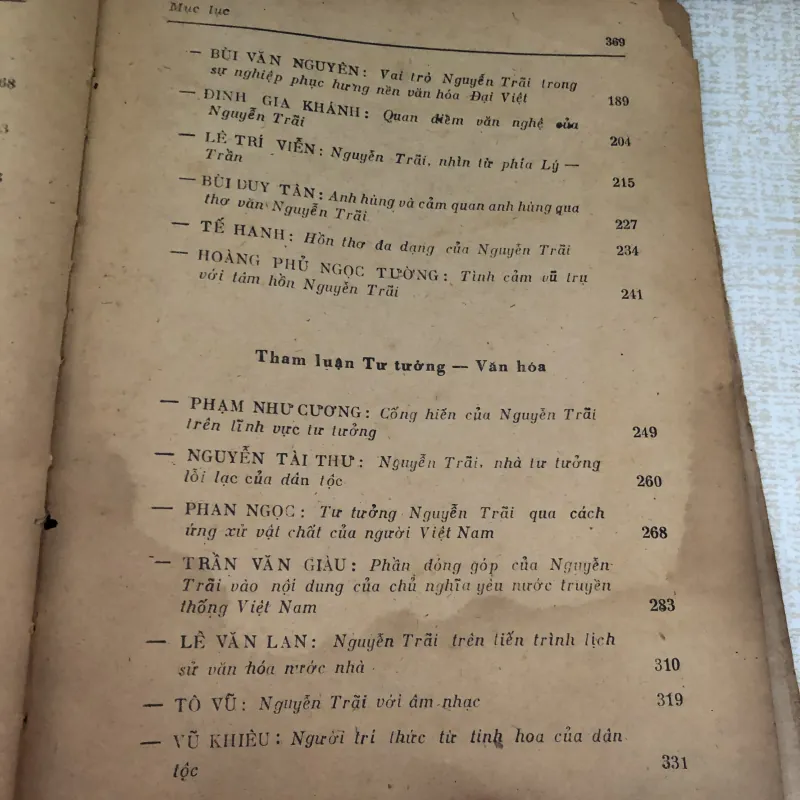 Mục lục
369
— BÙI VĂN NGUYÊN: Vai trò Nguyễn Trãi trong
sự nghiệp phục hưng nền văn hóa Đại Việt 189
— ĐINH GIA KHÁNH: Quan điểm văn nghệ của
Nguyễn Trãi 204
— LÊ TRÍ VIỄN: Nguyễn Trãi, nhìn từ phía Lý —
Trần 215
— BÙI DUY TÂN: Anh hùng và cảm quan anh hùng qua
thơ văn Nguyễn Trãi 227
— TẾ HANH: Hồn thơ đa dạng của Nguyễn Trãi 234
— HOÀNG PHỦ NGỌC TƯỜNG: Tình cảm vũ trụ
với tâm hồn Nguyễn Trãi 241
Tham luận Tư tưởng — Văn hóa
— PHẠM NHƯ CƯƠNG: Cống hiến của Nguyễn Trãi
trên lĩnh vực tư tưởng 249
— NGUYỄN TÀI THƯ: Nguyễn Trãi, nhà tư tưởng
lỗi lạc của dân tộc 260
— PHAN NGỌC: Tư tưởng Nguyễn Trãi qua cách
ứng xử vật chất của người Việt Nam 268
— TRẦN VĂN GIÀU: Phần đóng góp của Nguyễn
Trãi vào nội dung của chủ nghĩa yêu nước truyền
thống Việt Nam 283
— LÊ VĂN LAN: Nguyễn Trãi trên tiến trình lịch
sử văn hóa nước nhà 310
— TÔ VŨ: Nguyễn Trãi với âm nhạc 319
— VŨ KHIÊU: Người trí thức từ tinh hoa của dân
tộc 331